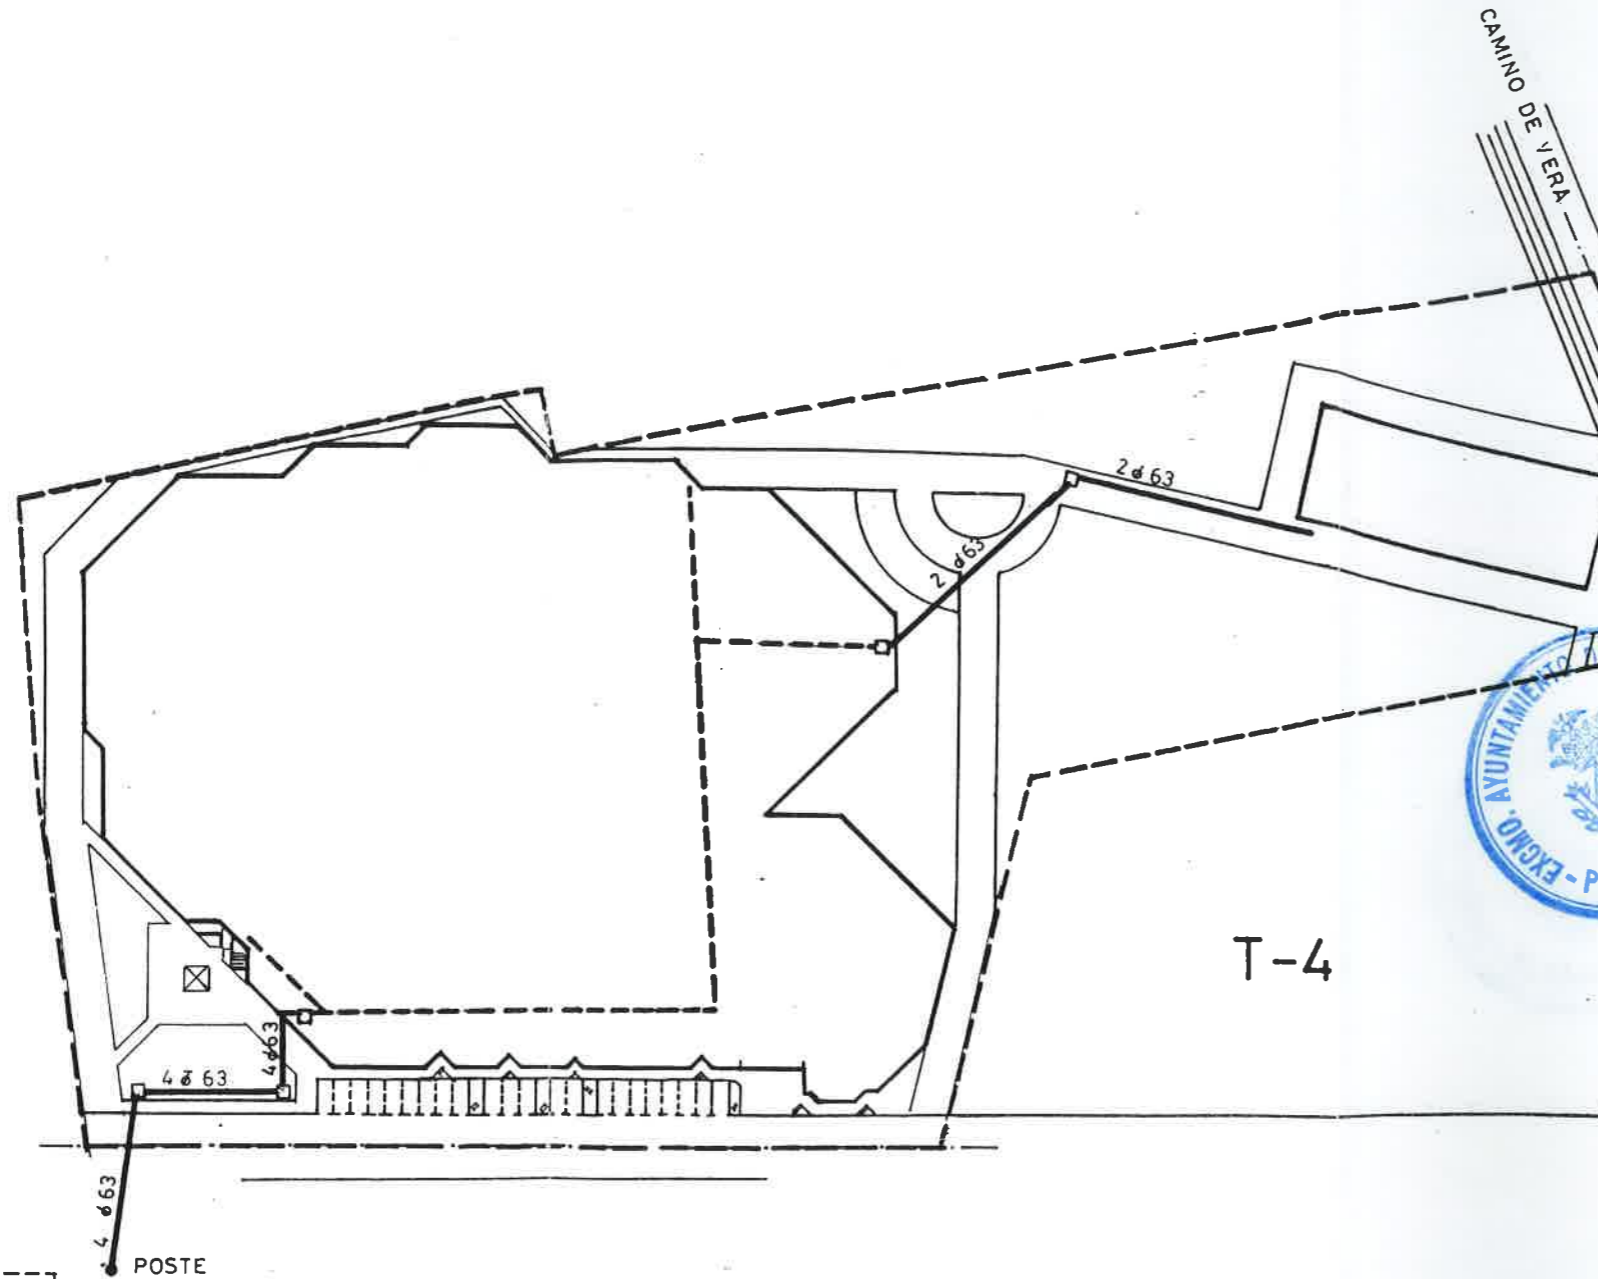 CAMINO DE VERA
2 ⌀ 63
2 ⌀ 63
EXCMO. AYUNTAMIENTO
T-4
4 ⌀ 63
4 ⌀ 63
4 ⌀ 63
POSTE